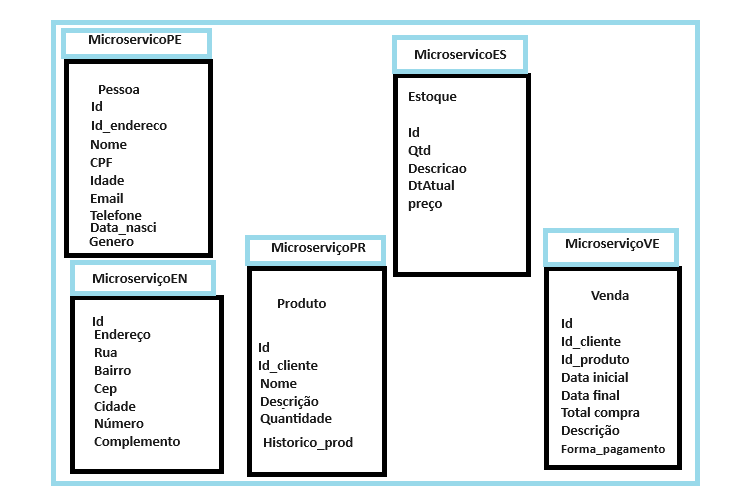 MicroservicoPE
Pessoa
Id
Id_endereco
Nome
CPF
Idade
Email
Telefone
Data_nasci
Genero
MicroserviçoEN
Id
Endereço
Rua
Bairro
Cep
Cidade
Número
Complemento
MicroserviçoPR
Produto
Id
Id_cliente
Nome
Descrição
Quantidade
Historico_prod
MicroservicoES
Estoque
Id
Qtd
Descricao
DtAtual
preço
MicroserviçoVE
Venda
Id
Id_cliente
Id_produto
Data inicial
Data final
Total compra
Descrição
Forma_pagamento